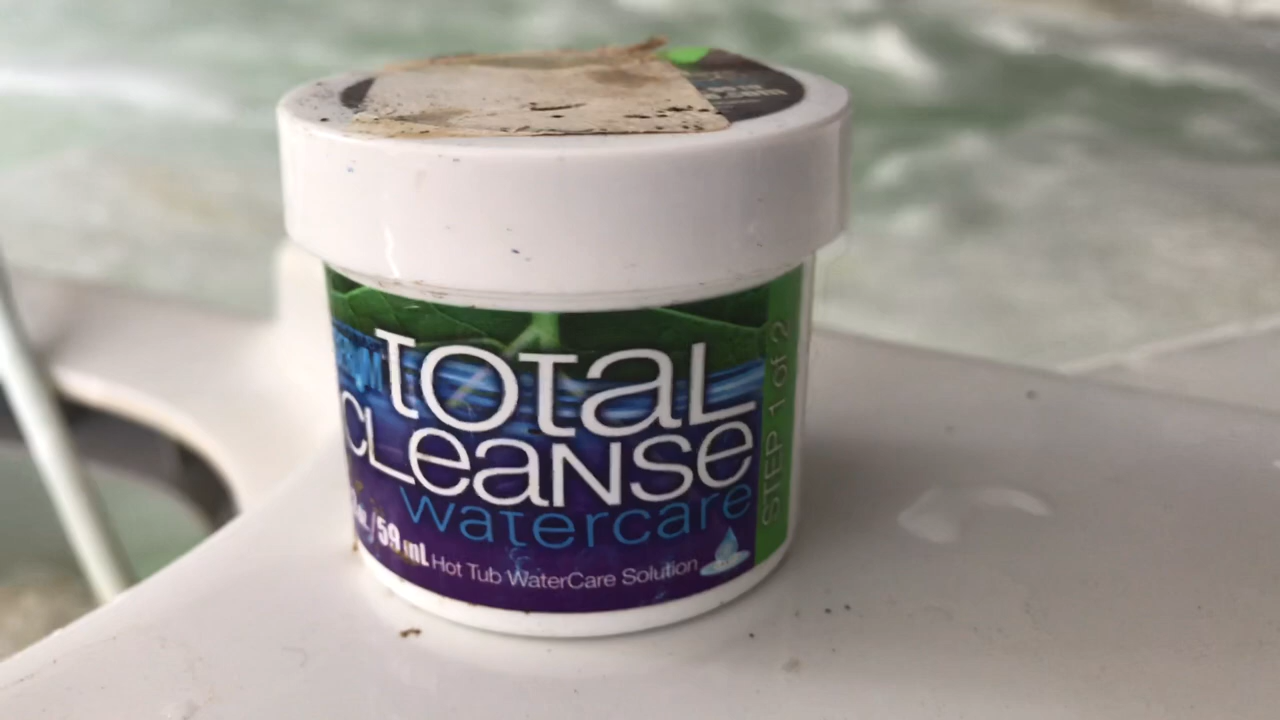 TOTAL
CLEANSE
watercare
/59 mL
Hot Tub WaterCare Solution
STEP 1 of 2